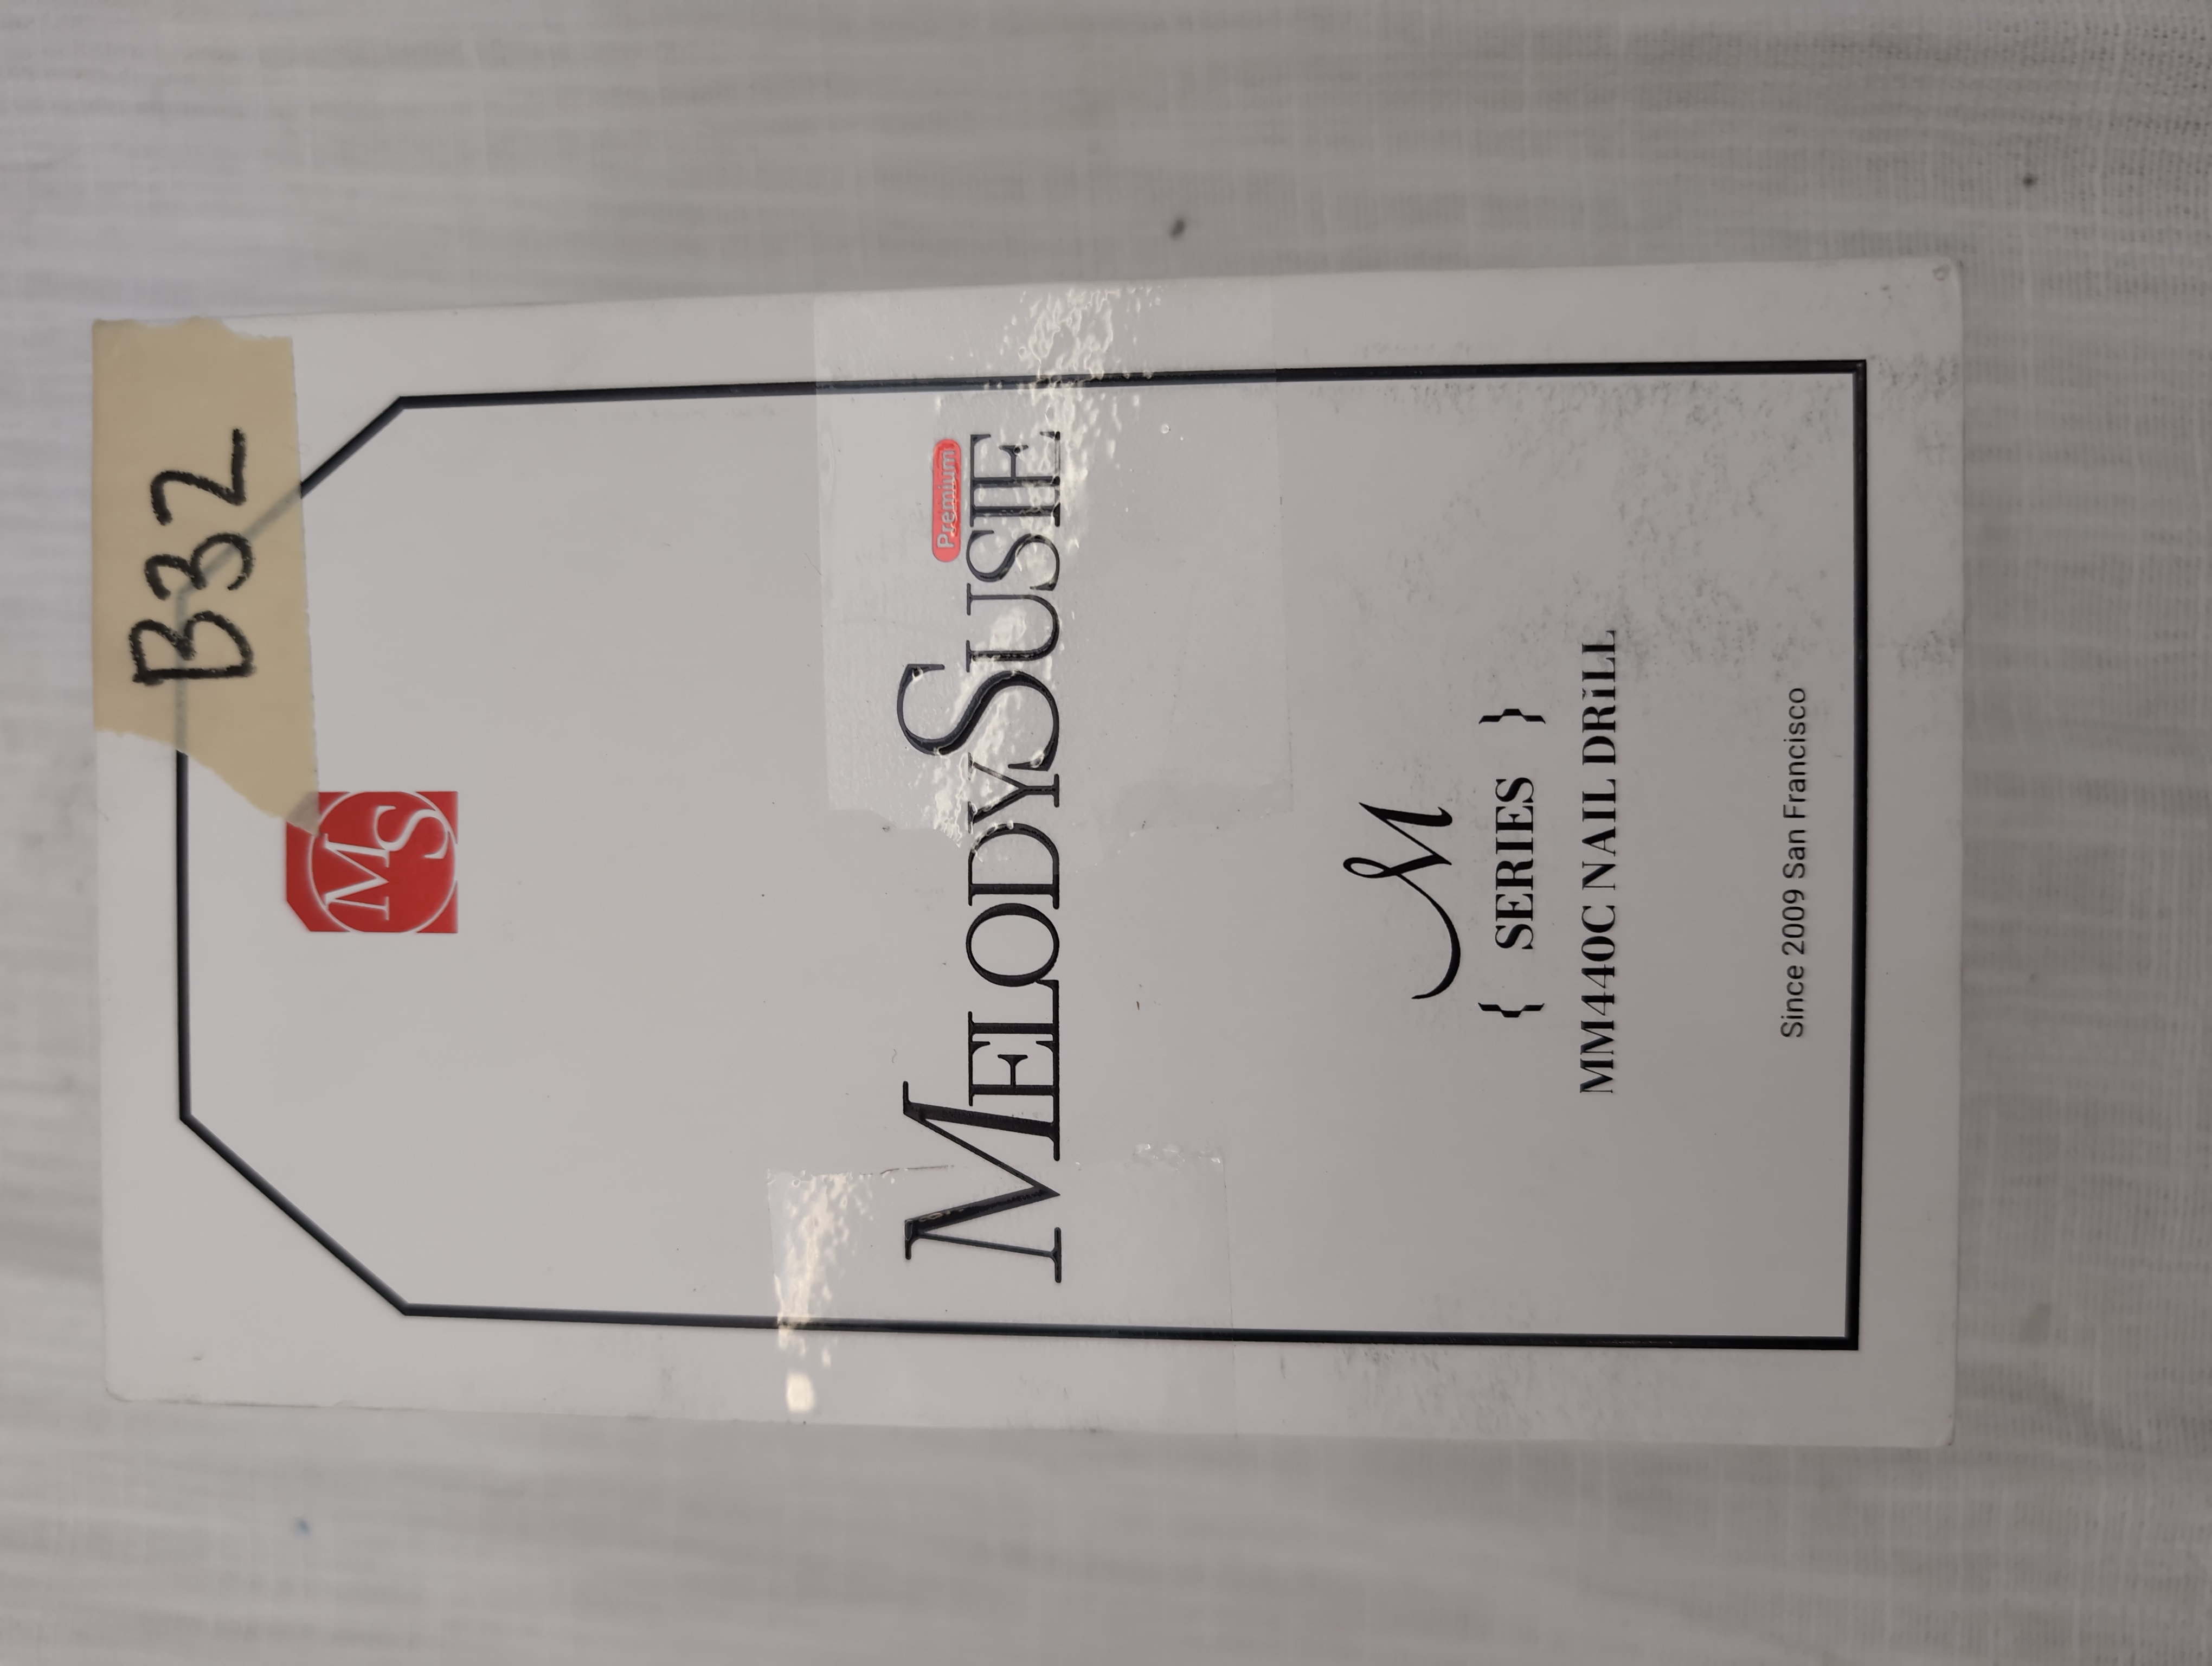 B32
MS
MELODYSUSIE
Premium
M
{ SERIES }
MM440C NAIL DRiLL
Since 2009 San Francisco